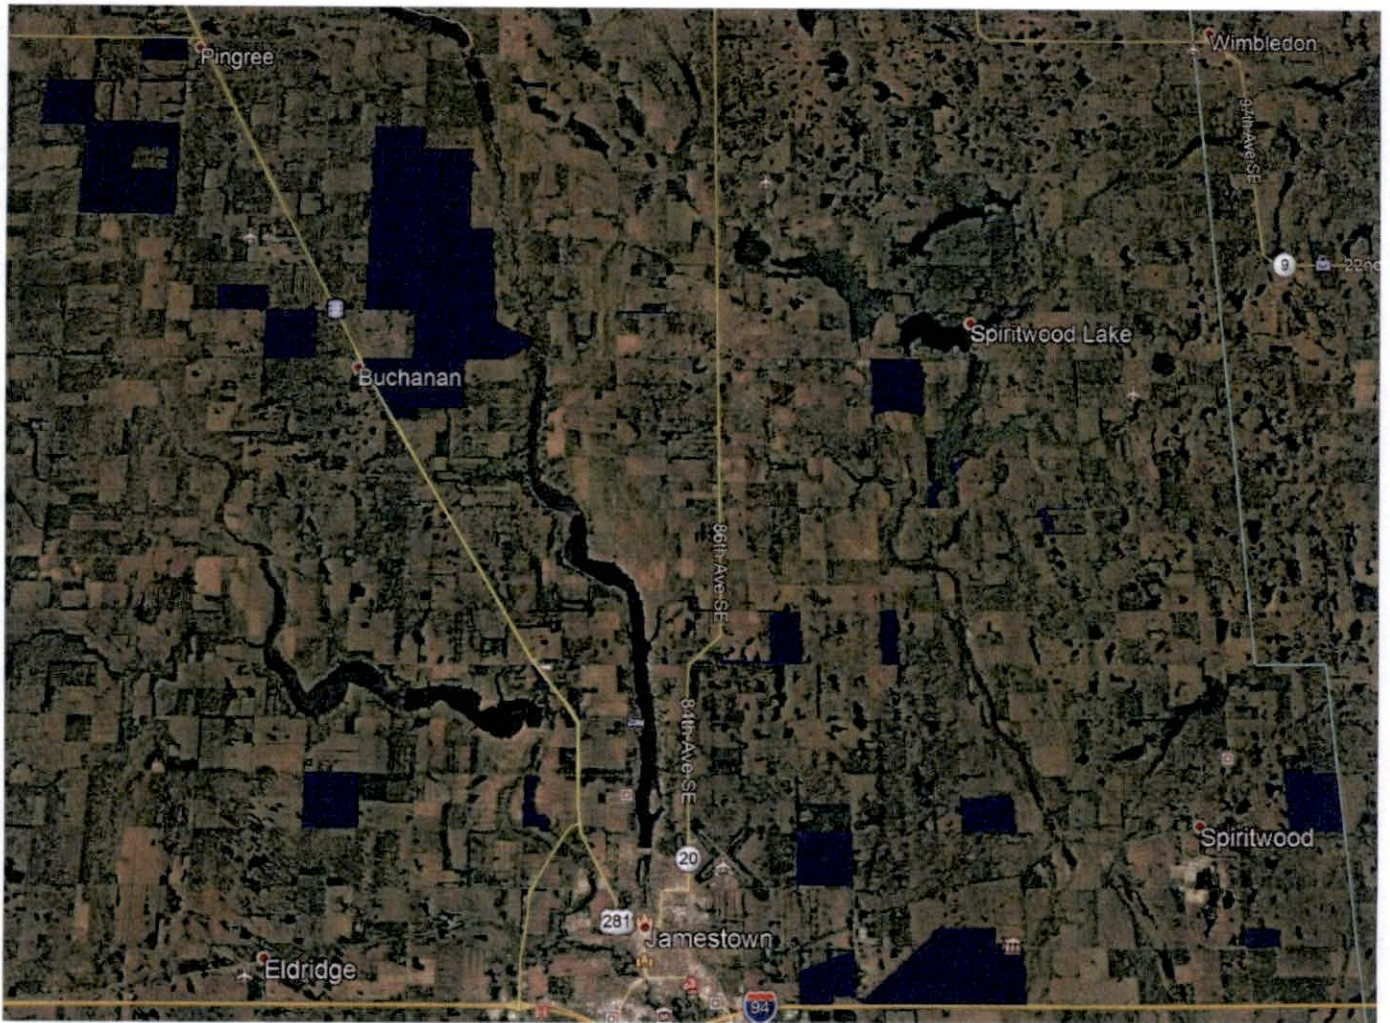 Pingree
Wimbledon
94th Ave SE
9
22nd
Spiritwood Lake
Buchanan
86th Ave SE
84th Ave SE
20
Spiritwood
281
Jamestown
Eldridge
94